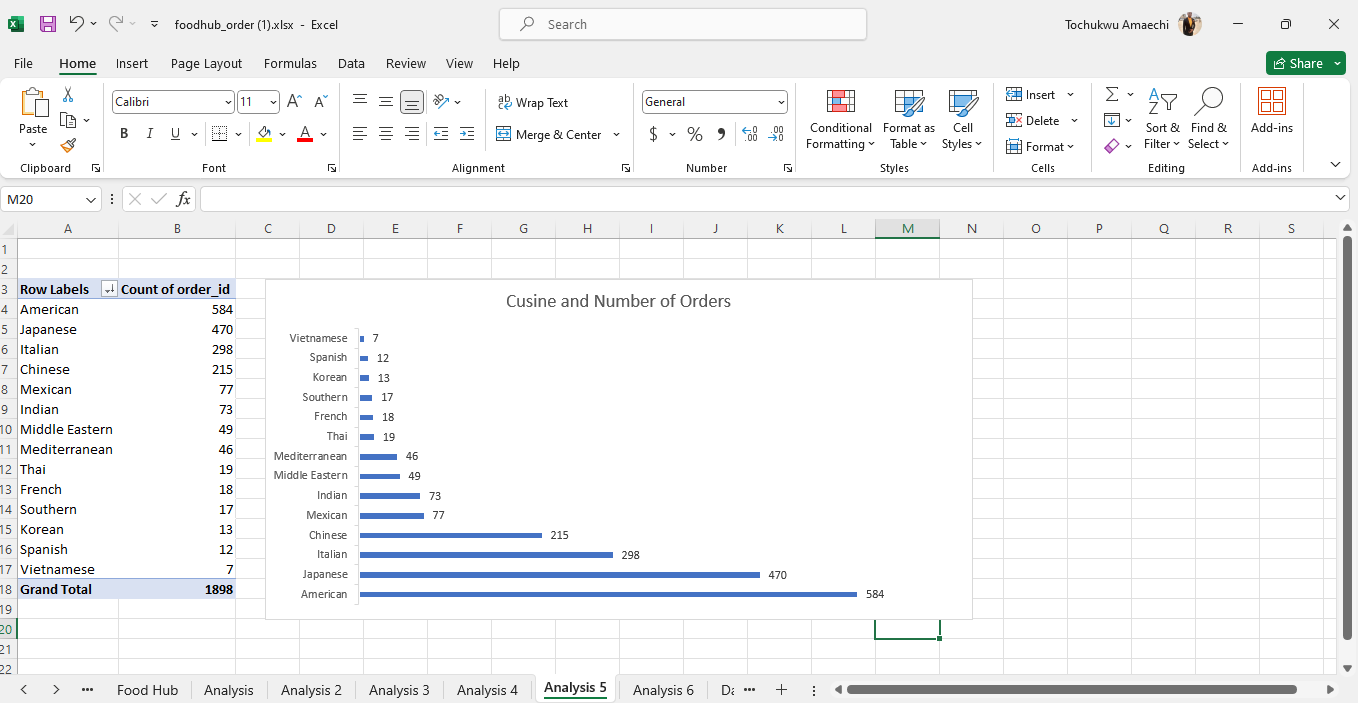 foodhub_order (1).xlsx - Excel
Search
Tochukwu Amaechi
File Home Insert Page Layout Formulas Data Review View Help
Share
Paste
Clipboard
Calibri 11
B I U A
Font
ab Wrap Text
Merge & Center
Alignment
General
$ % 9 .00 .00
Number
Conditional Formatting
Format as Table
Cell Styles
Styles
Insert
Delete
Format
Cells
Sort & Filter
Find & Select
Editing
Add-ins
Add-ins
M20
fx
A B C D E F G H I J K L M N O P Q R S
1
2
3 Row Labels Count of order_id
4 American 584
5 Japanese 470
6 Italian 298
7 Chinese 215
8 Mexican 77
9 Indian 73
10 Middle Eastern 49
11 Mediterranean 46
12 Thai 19
13 French 18
14 Southern 17
15 Korean 13
16 Spanish 12
17 Vietnamese 7
18 Grand Total 1898
19
20
21
22
Cusine and Number of Orders
Vietnamese 7
Spanish 12
Korean 13
Southern 17
French 18
Thai 19
Mediterranean 46
Middle Eastern 49
Indian 73
Mexican 77
Chinese 215
Italian 298
Japanese 470
American 584
Food Hub Analysis Analysis 2 Analysis 3 Analysis 4 Analysis 5 Analysis 6